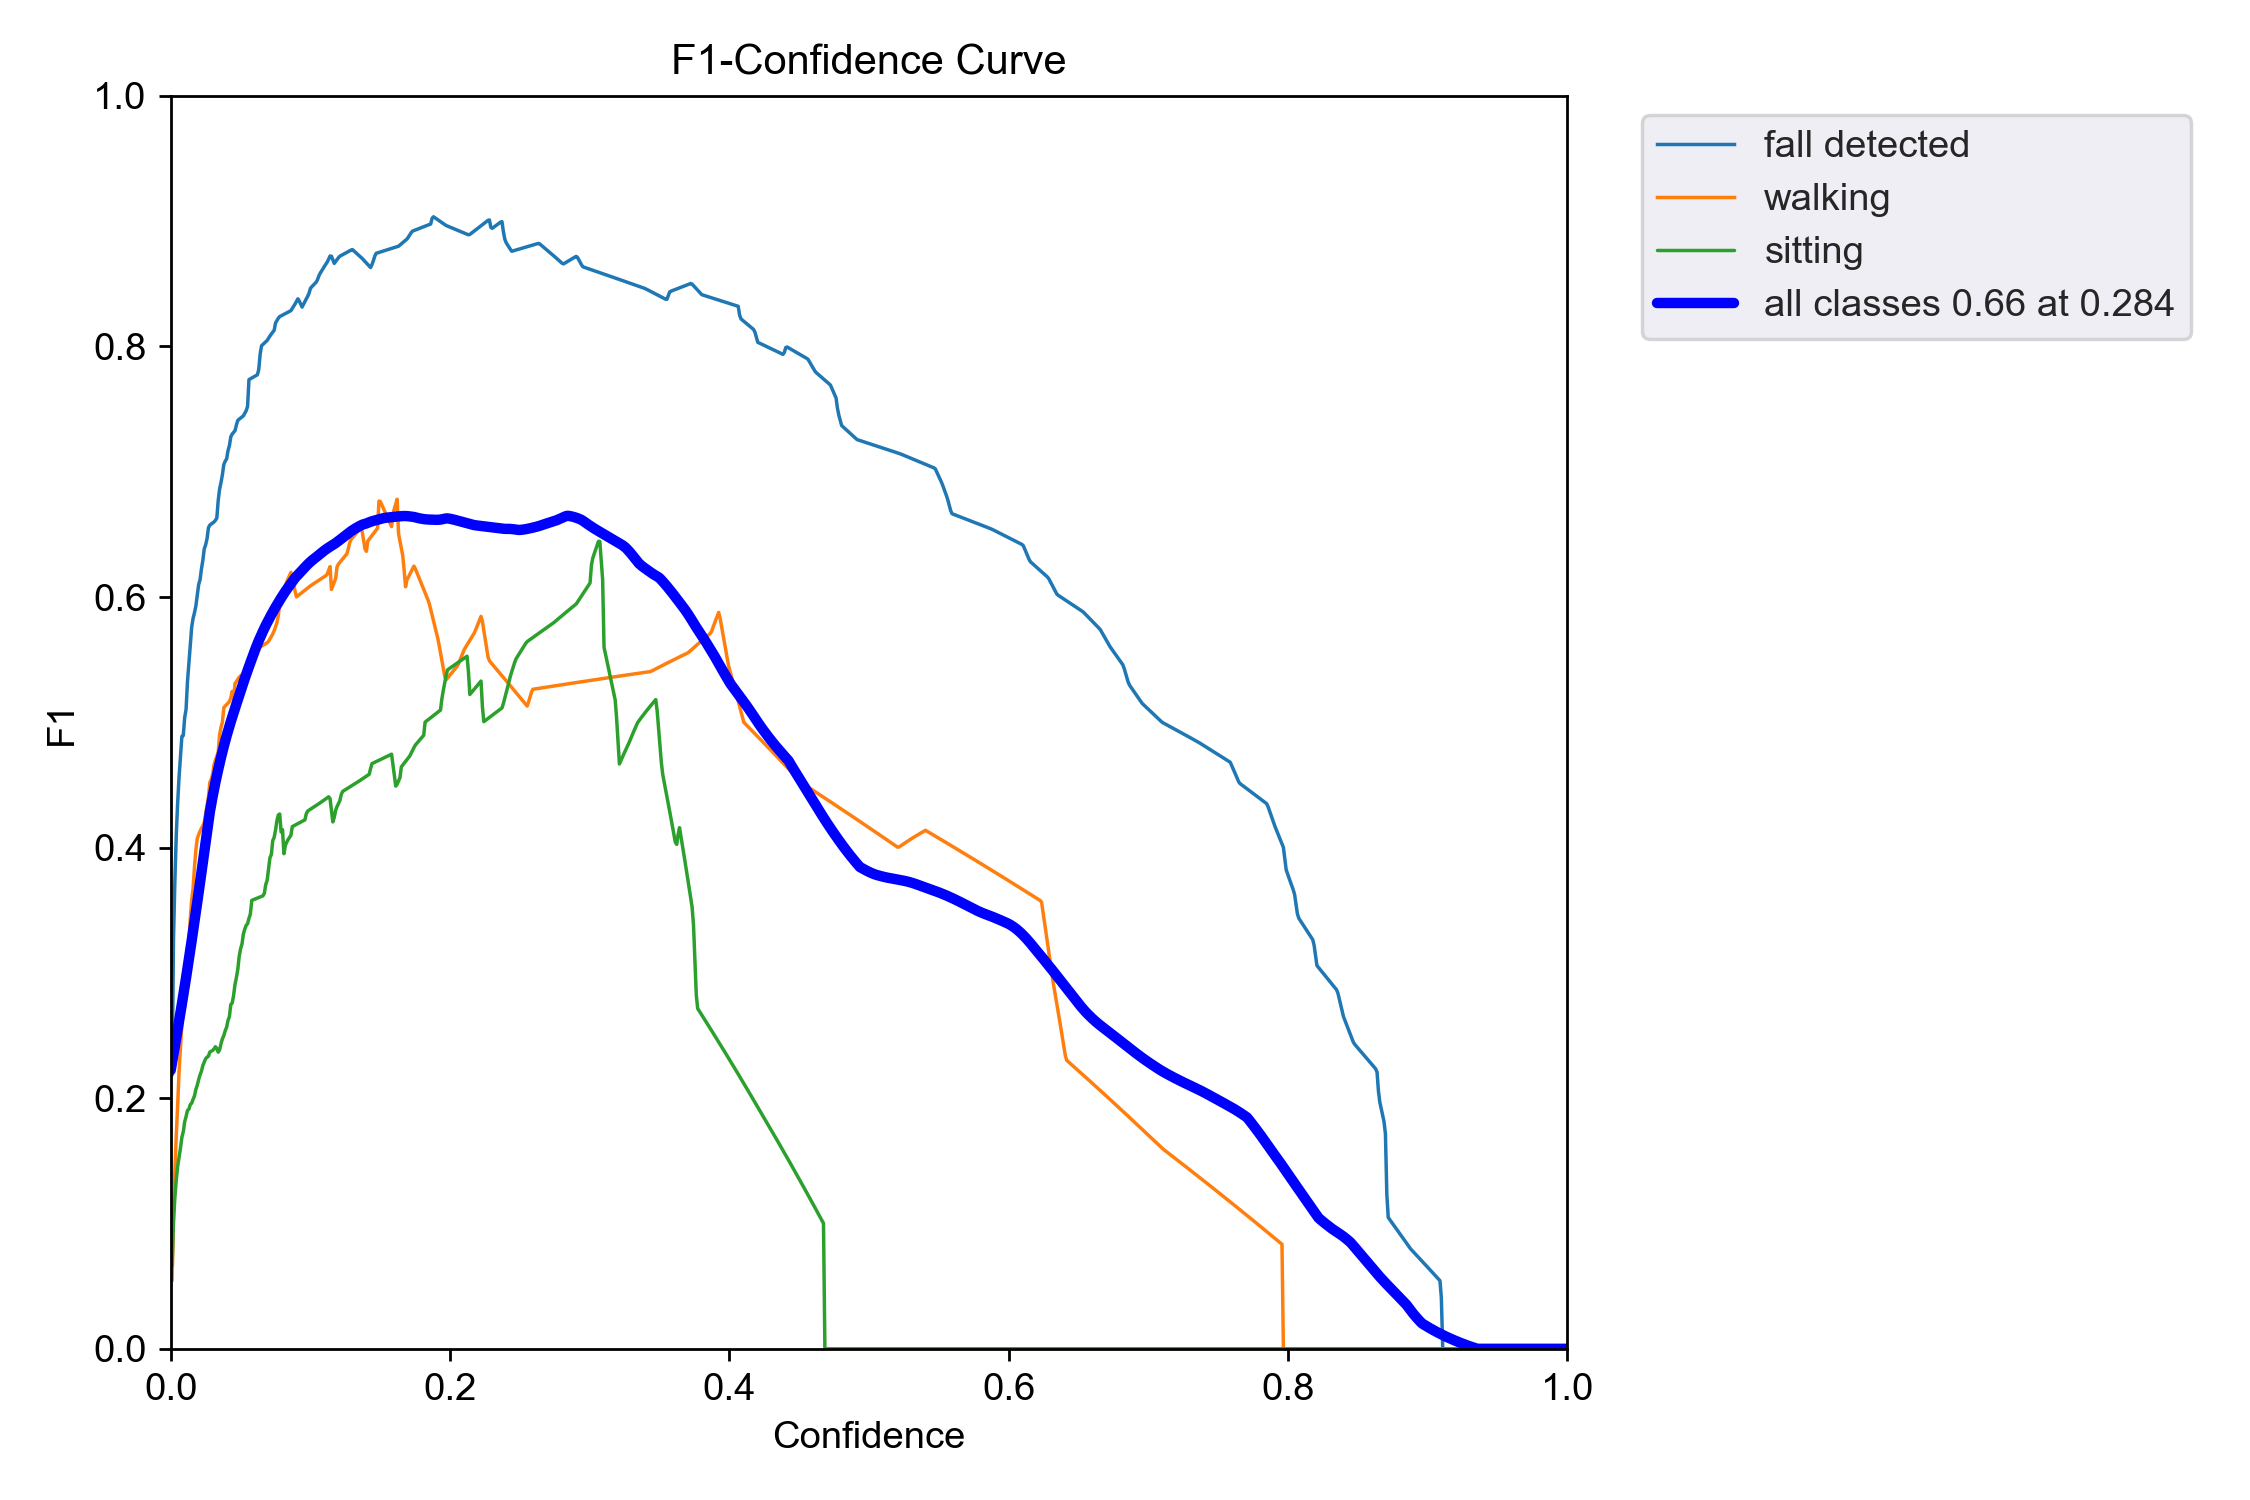 F1-Confidence Curve
1.0
0.8
0.6
0.4
0.2
0.0
F1
0.0 0.2 0.4 0.6 0.8 1.0
Confidence
fall detected
walking
sitting
all classes 0.66 at 0.284